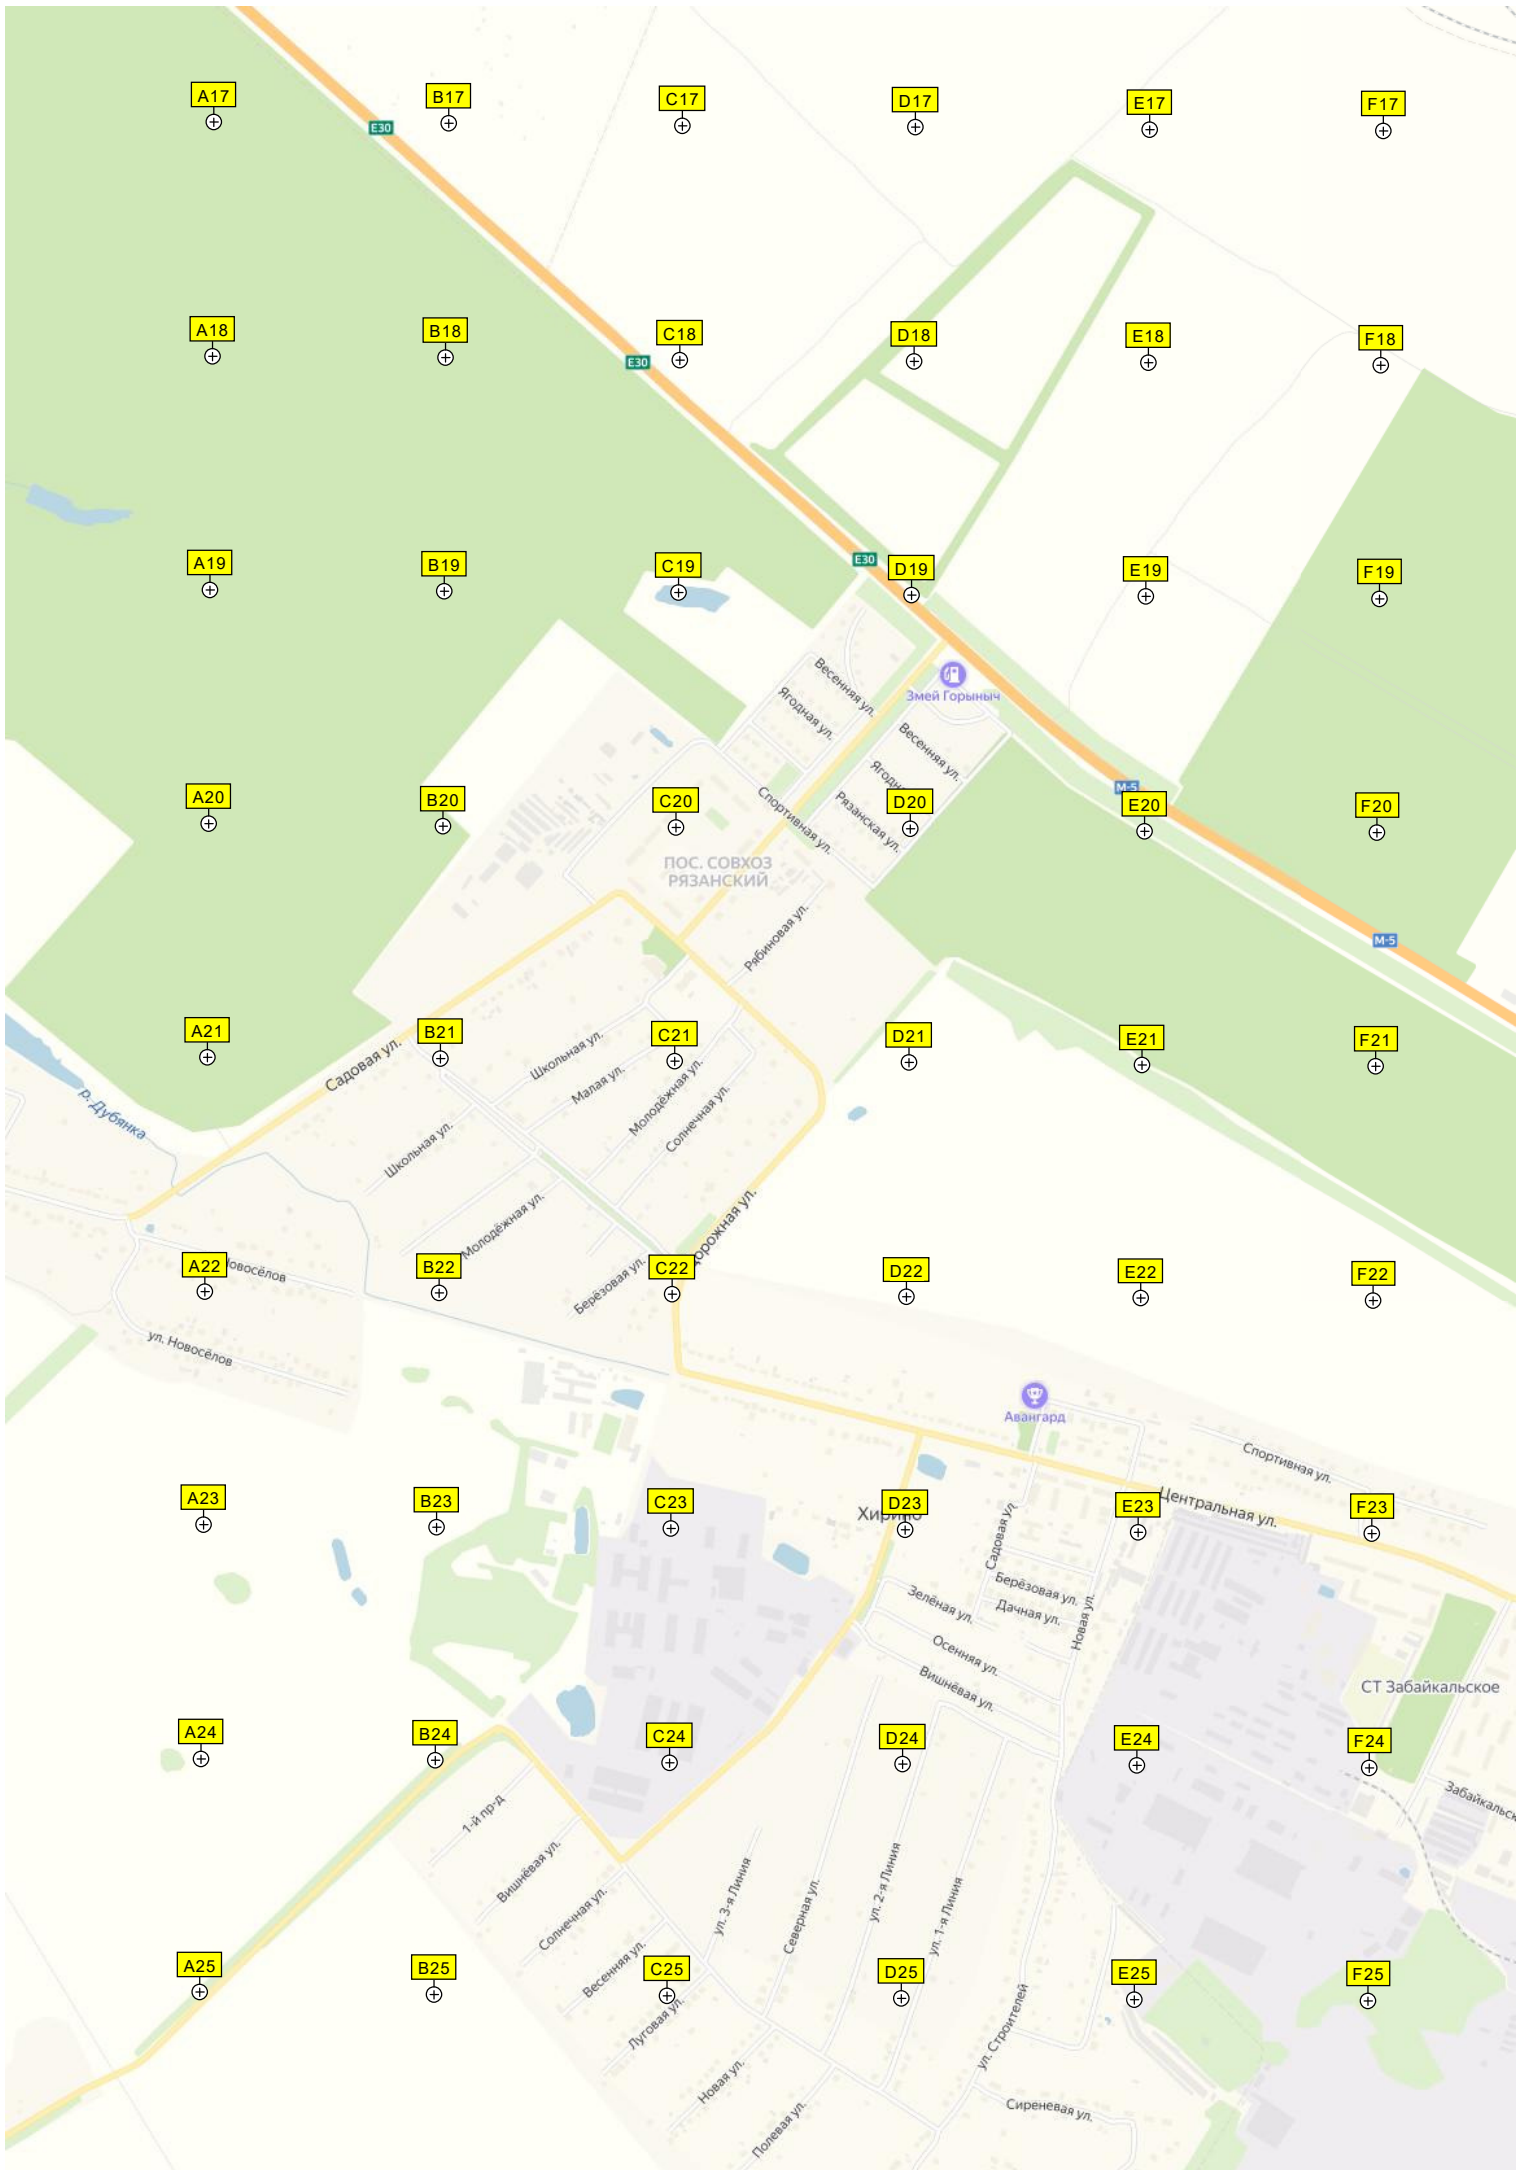 A17
B17
C17
D17
E17
F17
E30
A18
B18
C18
D18
E18
F18
E30
A19
B19
C19
E30
D19
E19
F19
Весенняя ул.
Ягодная ул.
Змей Горыныч
Весенняя ул.
A20
B20
C20
Спортивная ул.
Рязанская ул.
D20
M-5
E20
F20
ПОС. СОВХОЗ
РЯЗАНСКИЙ
Рябиновая ул.
M-5
A21
B21
C21
D21
E21
F21
Садовая ул.
Школьная ул.
Малая ул.
Молодёжная ул.
Солнечная ул.
р. Дубянка
Школьная ул.
Молодёжная ул.
A22
B22
Берёзовая ул.
C22
D22
E22
F22
ул. Новосёлов
Авангард
Спортивная ул.
Центральная ул.
A23
B23
C23
Хирино
D23
Садовая ул.
E23
F23
Зелёная ул.
Берёзовая ул.
Дачная ул.
Новая ул.
Осенняя ул.
Вишнёвая ул.
СТ Забайкальское
A24
B24
C24
D24
E24
F24
1-й пр-д
Вишнёвая ул.
Солнечная ул.
Весенняя ул.
ул. 3-я Линия
Северная ул.
ул. 2-я Линия
ул. 1-я Линия
A25
B25
C25
D25
E25
F25
Луговая ул.
Новая ул.
Полевая ул.
ул. Строителей
Сиреневая ул.